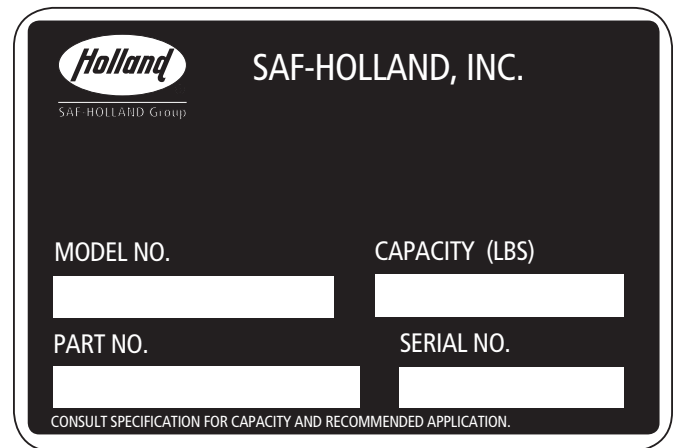 Holland
SAF-HOLLAND, INC.
SAF-HOLLAND Group
MODEL NO.
CAPACITY (LBS)
PART NO.
SERIAL NO.
CONSULT SPECIFICATION FOR CAPACITY AND RECOMMENDED APPLICATION.